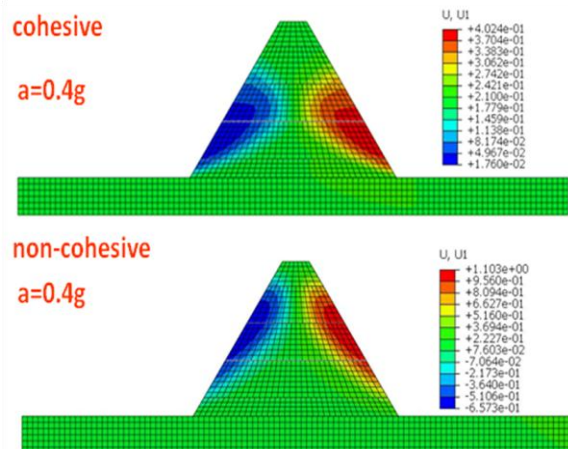 cohesive
a=0.4g
U, U1
+4.024e-01
+3.704e-01
+3.383e-01
+3.062e-01
+2.742e-01
+2.421e-01
+2.100e-01
+1.779e-01
+1.459e-01
+1.138e-01
+8.174e-02
+4.967e-02
+1.760e-02
non-cohesive
a=0.4g
U, U1
+1.103e+00
+9.560e-01
+8.094e-01
+6.627e-01
+5.160e-01
+3.694e-01
+2.227e-01
+7.603e-02
-7.064e-02
-2.173e-01
-3.640e-01
-5.106e-01
-6.573e-01